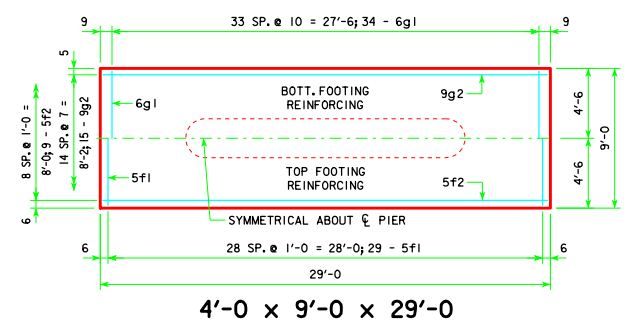 9
33 SP. @ 10 = 27'-6; 34 - 6g1
9
5
BOTT. FOOTING
REINFORCING
9g2
6g1
8 SP. @ 1'-0 =
8'-0; 9 - 5f2
14 SP. @ 7 =
8'-2; 15 - 9g2
4'-6
9'-0
4'-6
TOP FOOTING
REINFORCING
5f1
5f2
6
SYMMETRICAL ABOUT ℄ PIER
6
28 SP. @ 1'-0 = 28'-0; 29 - 5f1
6
29'-0
4'-0 x 9'-0 x 29'-0